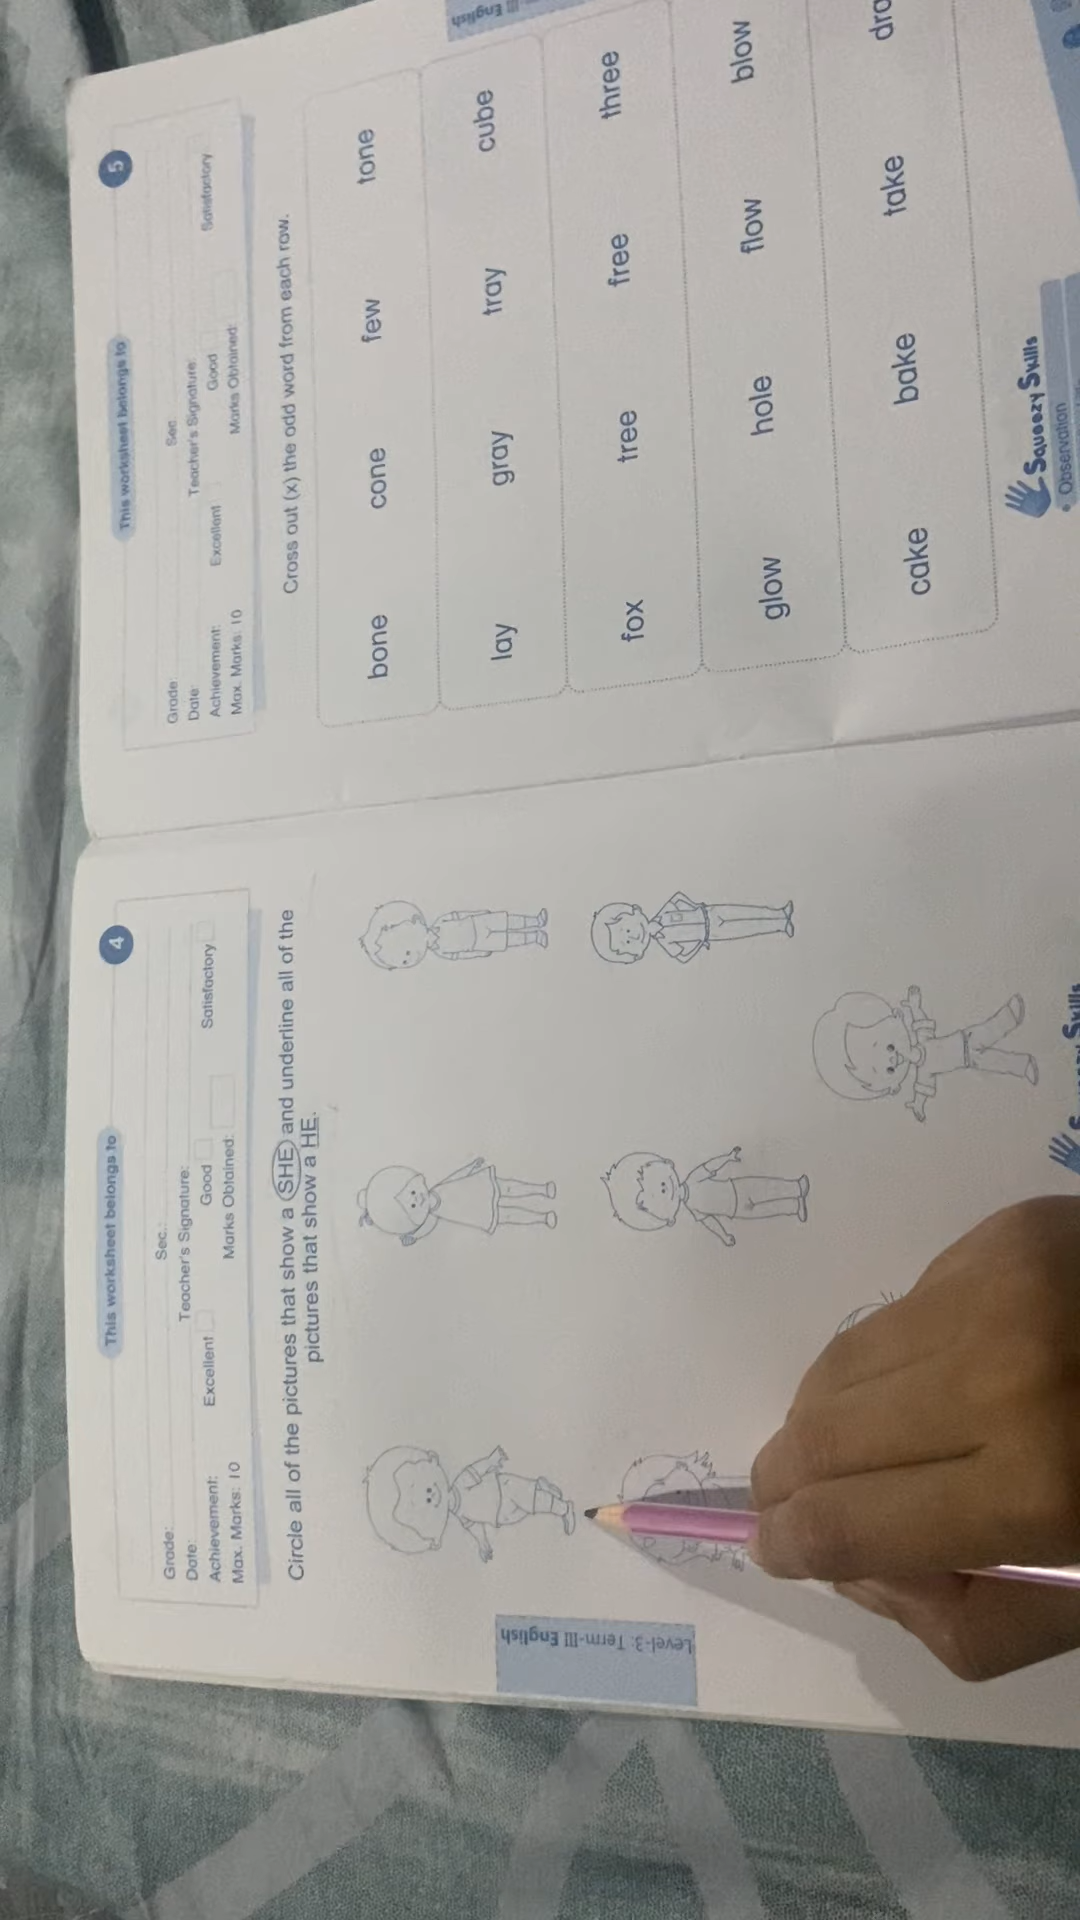 This worksheet belongs to
4
Grade:
Sec.:
Date:
Teacher's Signature:
Achievement:
Excellent
Good
Satisfactory
Max. Marks: 10
Marks Obtained:
Circle all of the pictures that show a SHE and underline all of the
pictures that show a HE.
Level-3: Term-III English
This worksheet belongs to
5
Grade:
Sec
Date:
Teacher's Signature:
Achievement:
Excellent
Good
Satisfactory
Max. Marks: 10
Marks Obtained:
Cross out (x) the odd word from each row.
bone cone few tone
lay gray tray cube
fox tree free three
glow hole flow blow
cake bake take
Squeezy Skills
• Observation
English